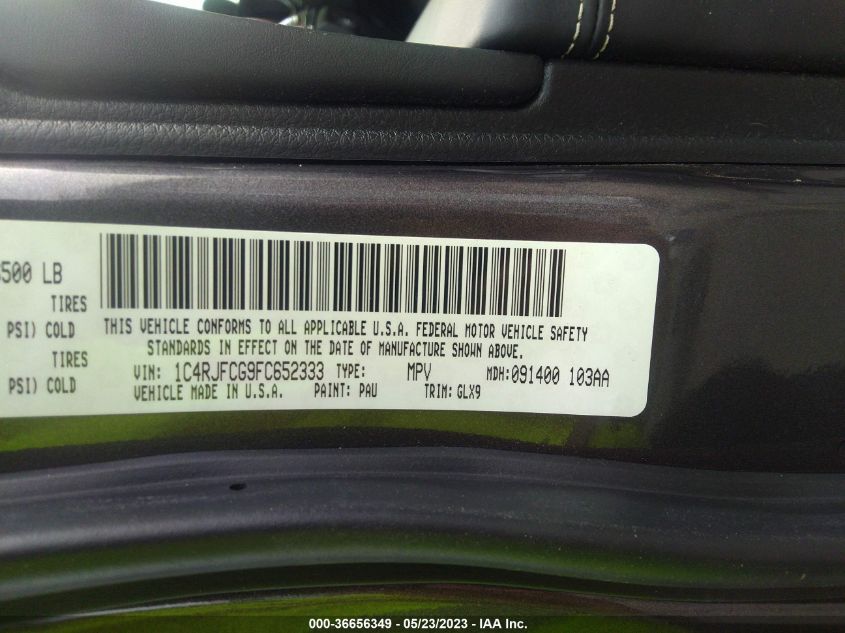 500 LB
TIRES
PSI) COLD
TIRES
PSI) COLD
THIS VEHICLE CONFORMS TO ALL APPLICABLE U.S.A. FEDERAL MOTOR VEHICLE SAFETY
STANDARDS IN EFFECT ON THE DATE OF MANUFACTURE SHOWN ABOVE.
VIN: 1C4RJFCG9FC652333 TYPE: MPV MDH:091400 103AA
VEHICLE MADE IN U.S.A. PAINT: PAU TRIM:GLX9
000-36656349 — 05/23/2023 — IAA Inc.